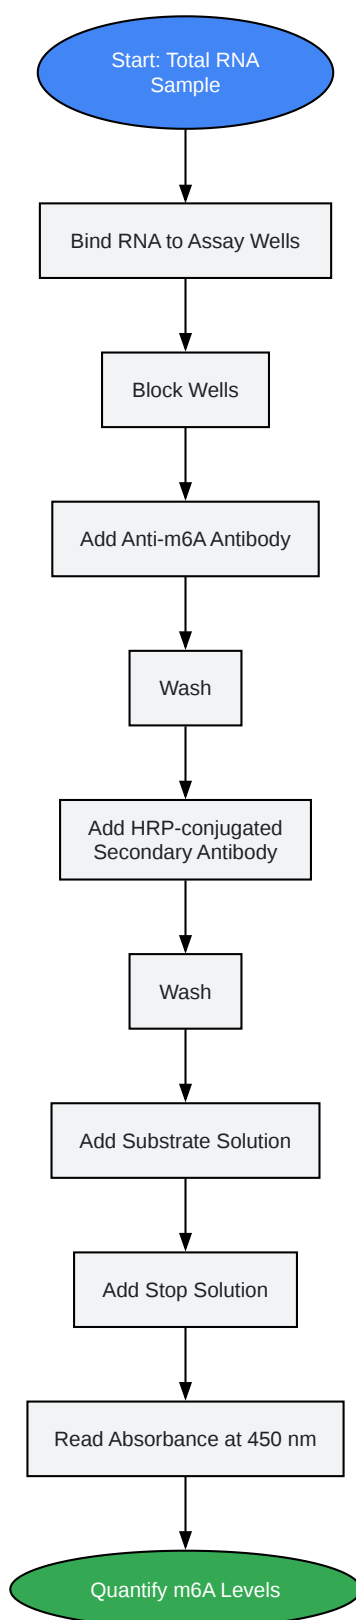 Start: Total RNA
Sample
Bind RNA to Assay Wells
Block Wells
Add Anti-m6A Antibody
Wash
Add HRP-conjugated
Secondary Antibody
Wash
Add Substrate Solution
Add Stop Solution
Read Absorbance at 450 nm
Quantify m6A Levels